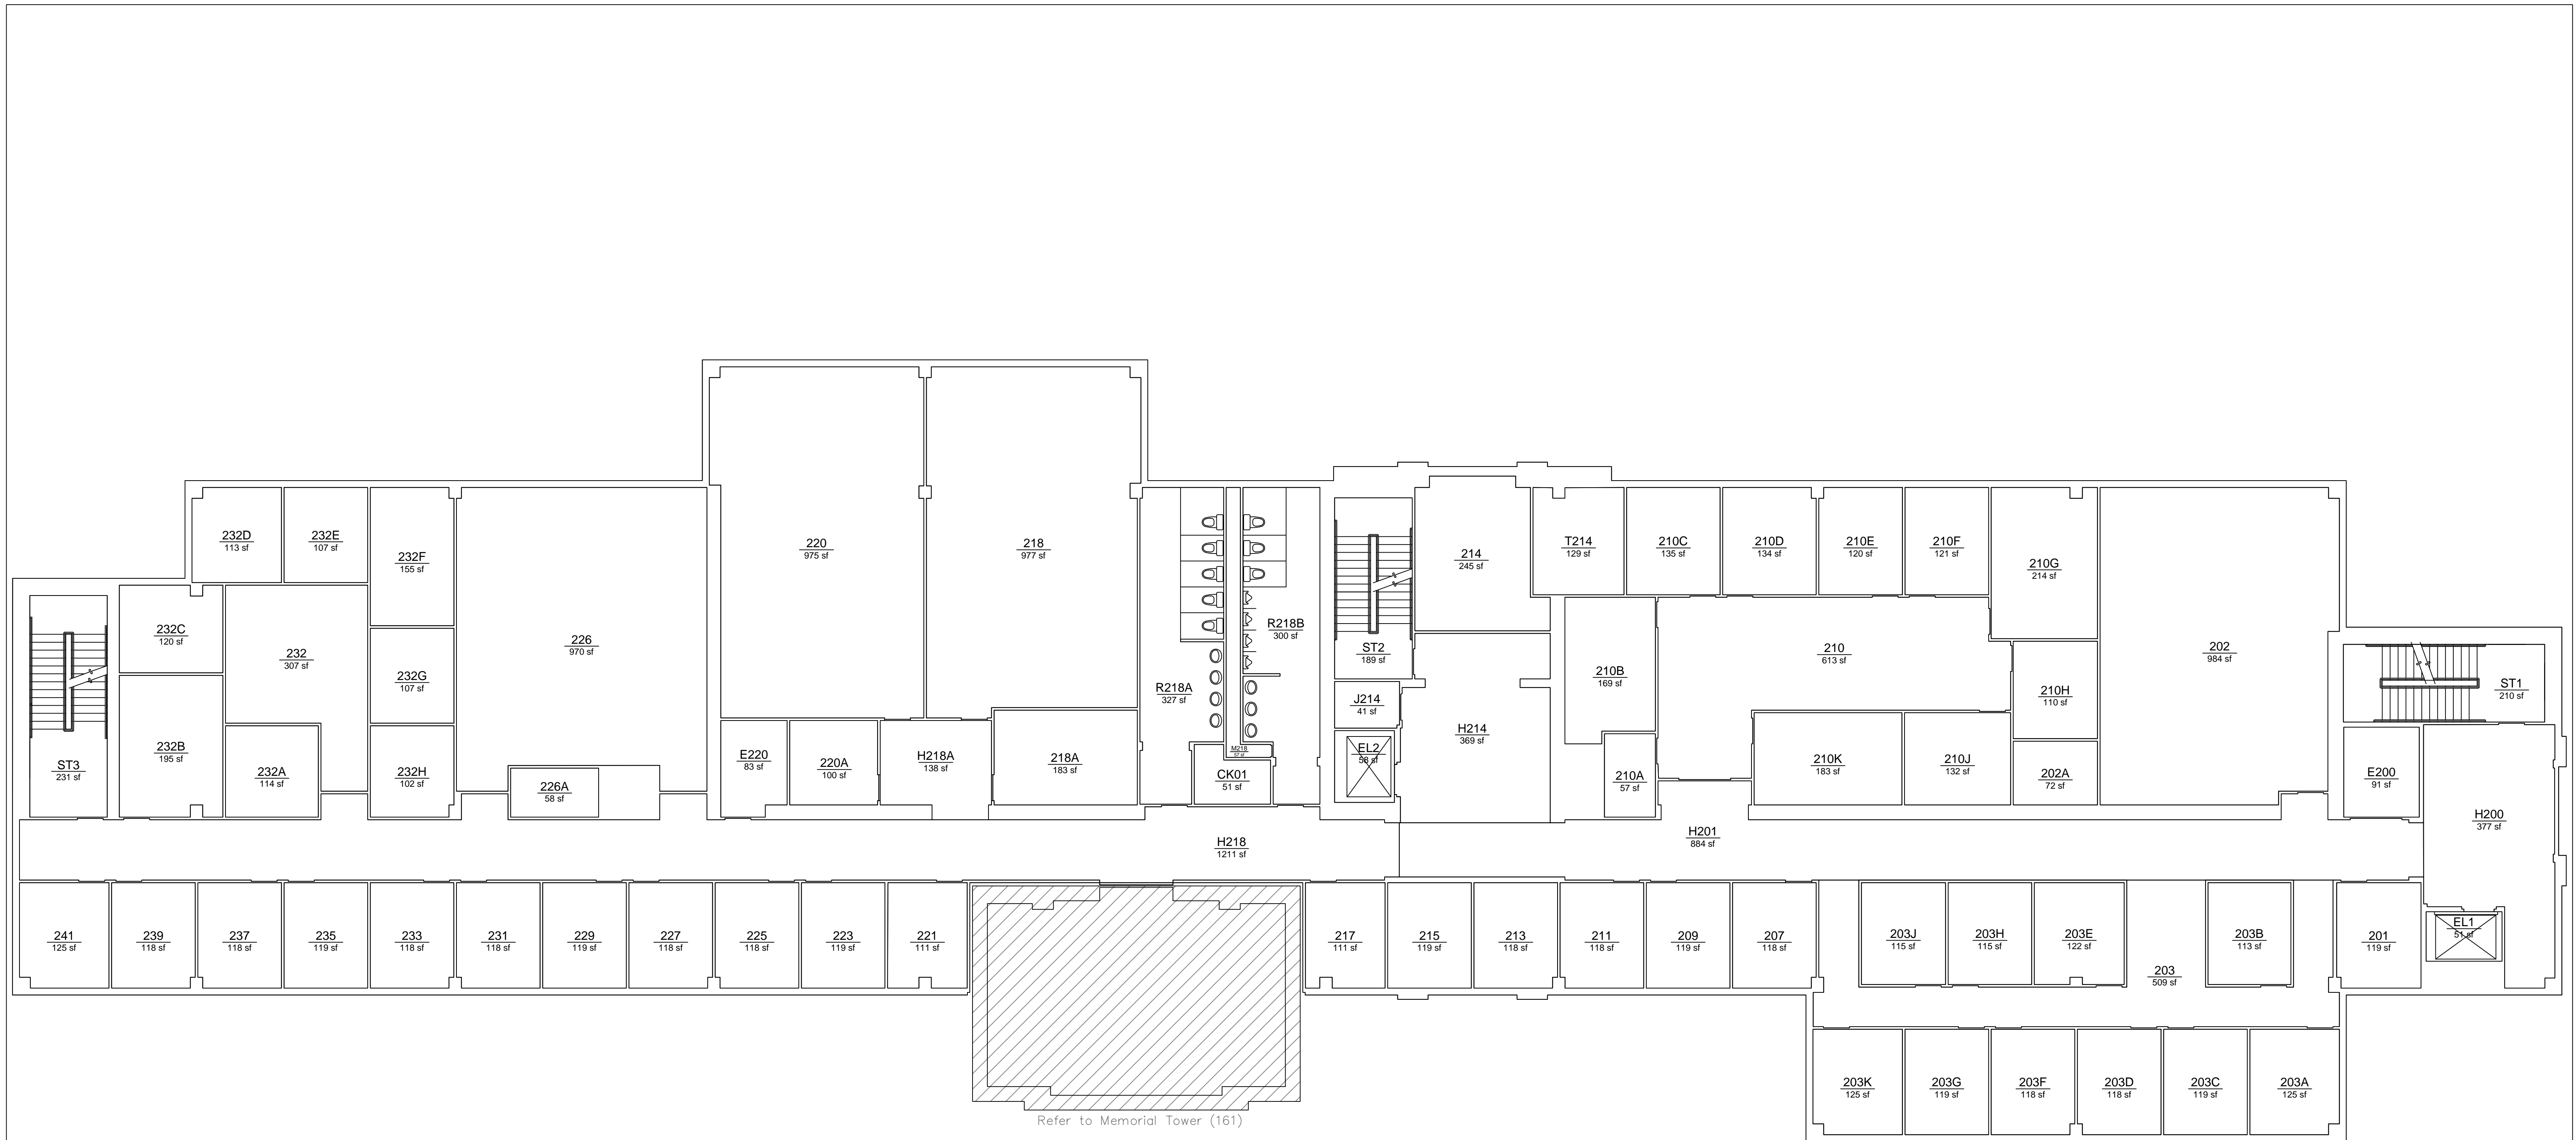 220
975 sf
218
977 sf
232D
113 sf
232E
107 sf
232F
155 sf
214
245 sf
T214
129 sf
210C
135 sf
210D
134 sf
210E
120 sf
210F
121 sf
210G
214 sf
232C
120 sf
232
307 sf
232G
107 sf
226
970 sf
R218B
300 sf
ST2
189 sf
210B
169 sf
210
613 sf
202
984 sf
R218A
327 sf
J214
41 sf
210H
110 sf
ST1
210 sf
ST3
231 sf
232B
195 sf
232A
114 sf
232H
102 sf
226A
58 sf
E220
83 sf
220A
100 sf
H218A
138 sf
218A
183 sf
M218
57 sf
CK01
51 sf
EL2
58 sf
H214
369 sf
210A
57 sf
210K
183 sf
210J
132 sf
202A
72 sf
E200
91 sf
H200
377 sf
H218
1211 sf
H201
884 sf
241
125 sf
239
118 sf
237
118 sf
235
119 sf
233
118 sf
231
118 sf
229
119 sf
227
118 sf
225
118 sf
223
119 sf
221
111 sf
217
111 sf
215
119 sf
213
118 sf
211
118 sf
209
119 sf
207
118 sf
203J
115 sf
203H
115 sf
203E
122 sf
203
509 sf
203B
113 sf
201
119 sf
EL1
51 sf
203K
125 sf
203G
119 sf
203F
118 sf
203D
118 sf
203C
119 sf
203A
125 sf
Refer to Memorial Tower (161)